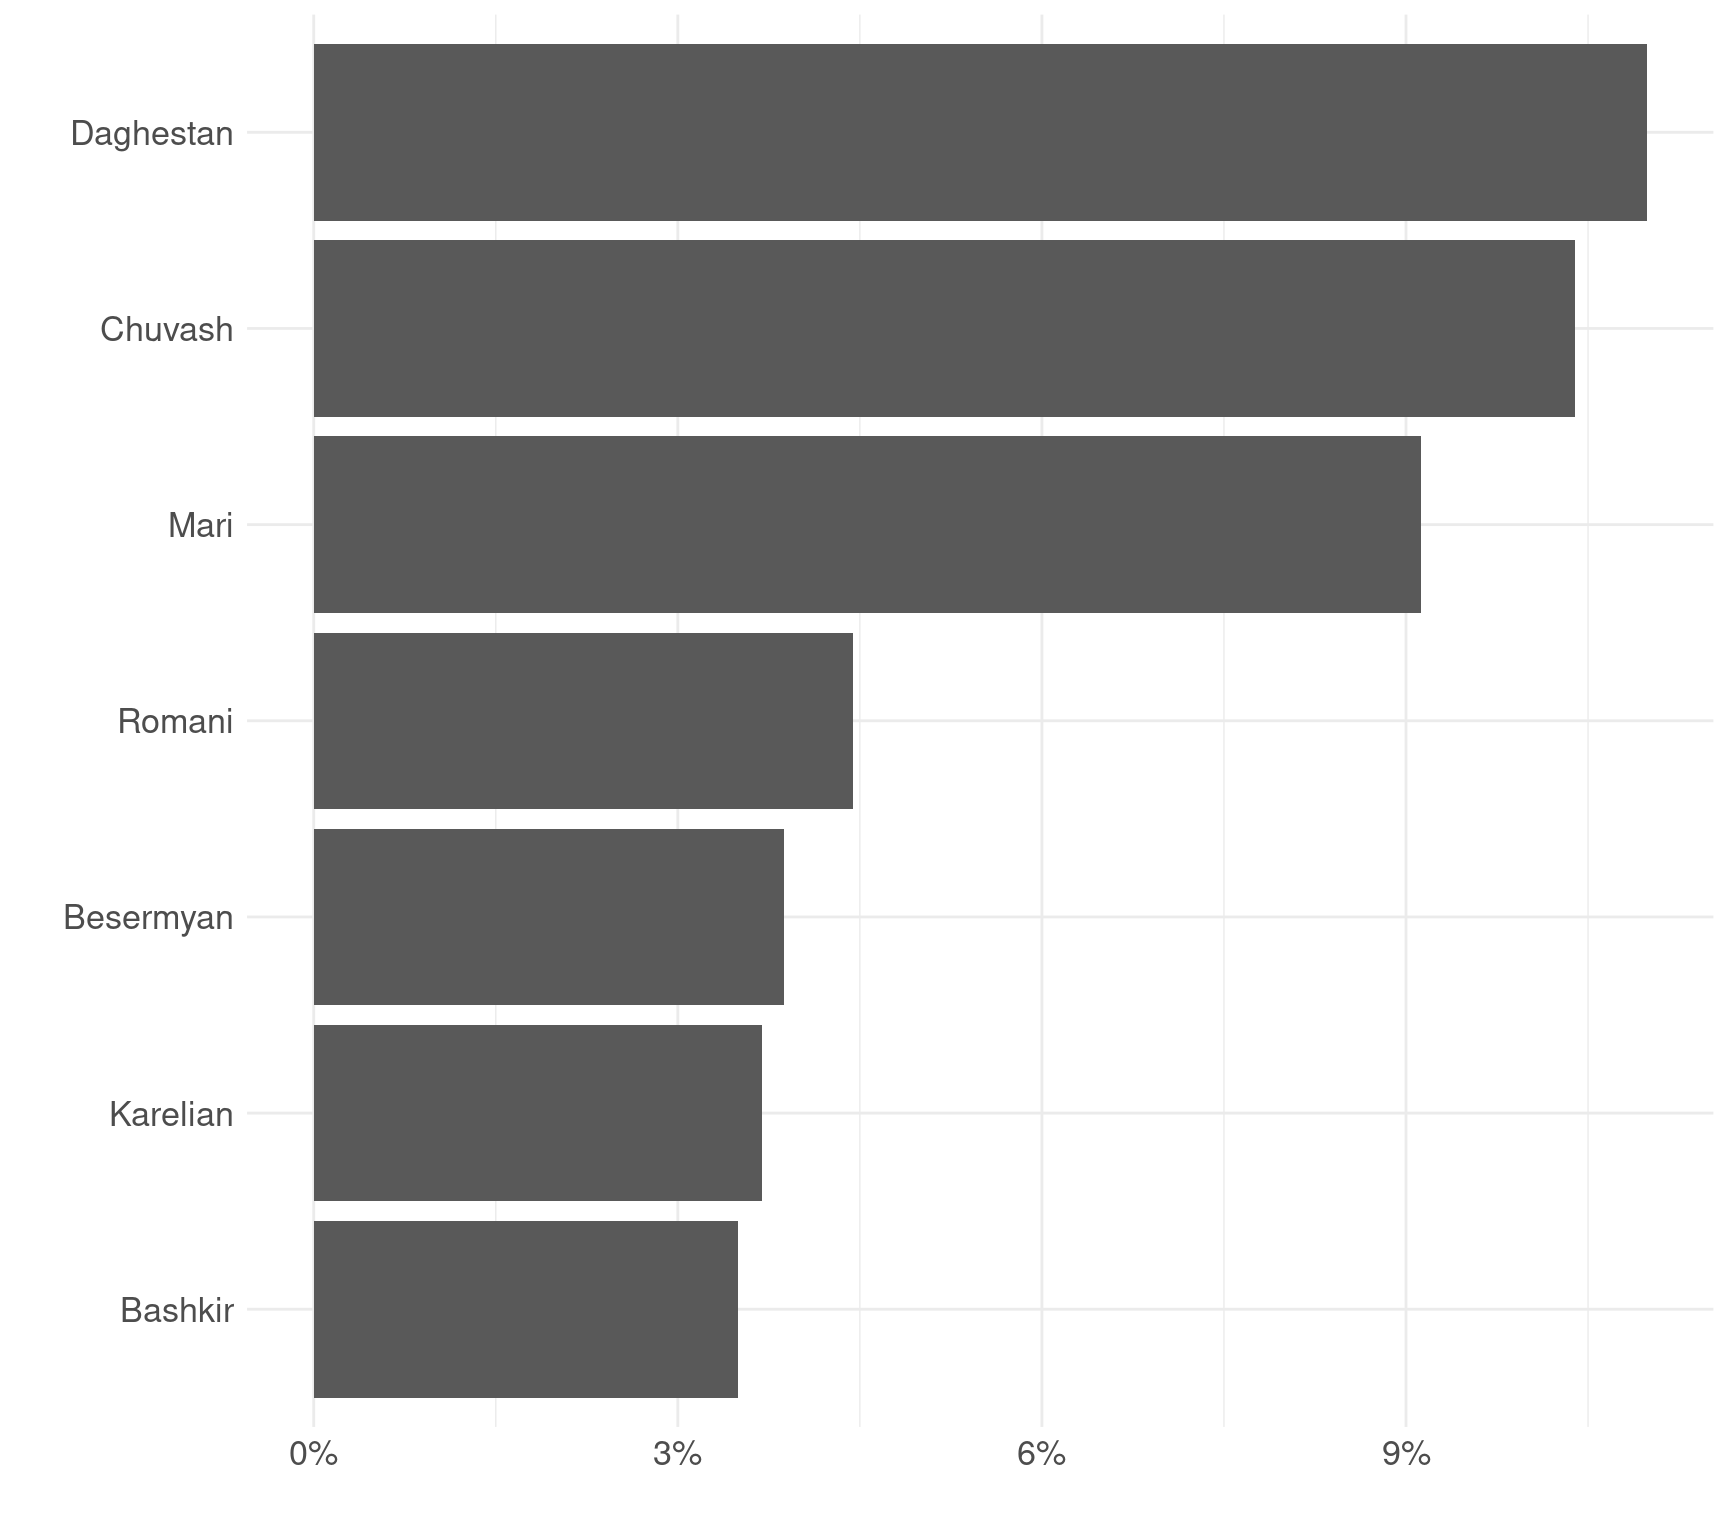 Daghestan
Chuvash
Mari
Romani
Besermyan
Karelian
Bashkir
0% 3% 6% 9%